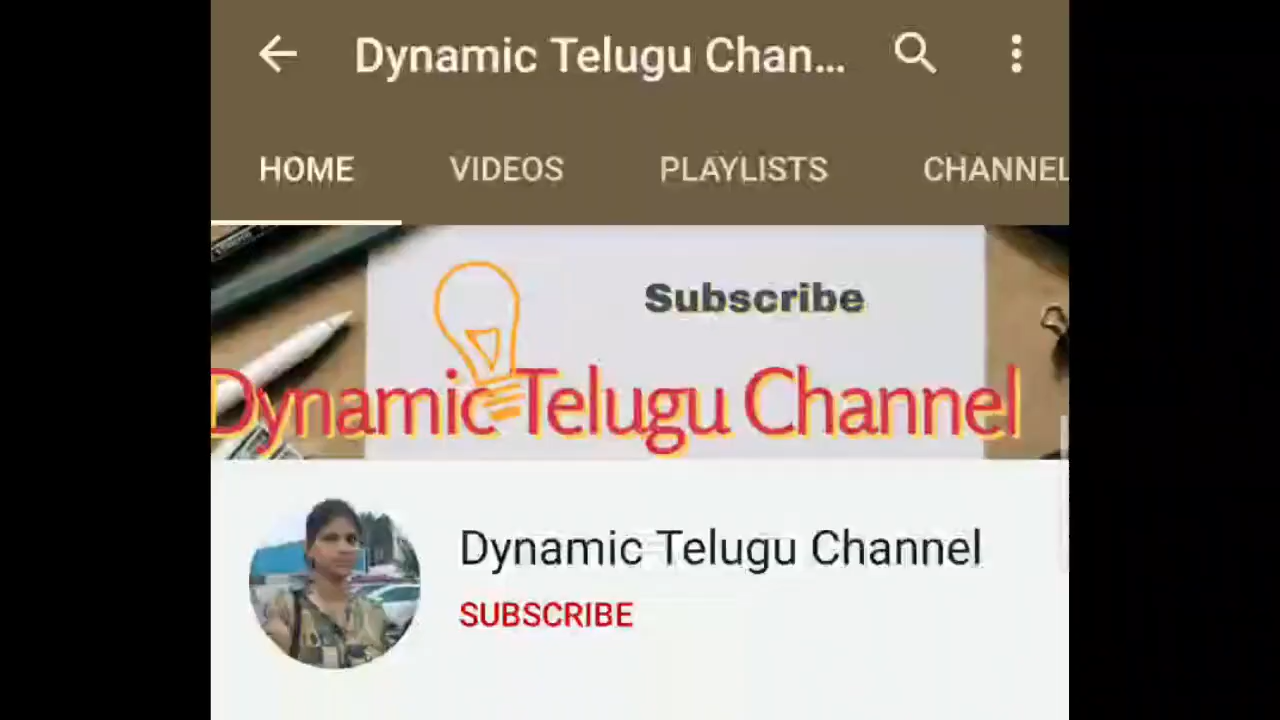 Dynamic Telugu Chan...
HOME VIDEOS PLAYLISTS CHANNEL
Subscribe
Dynamic Telugu Channel
Dynamic Telugu Channel
SUBSCRIBE